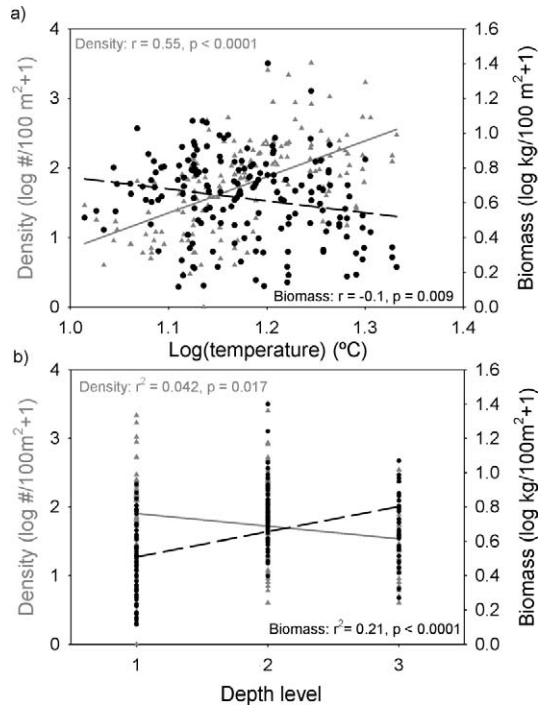 a)
4
3
2
1
0
1.6
1.4
1.2
1.0
0.8
0.6
0.4
0.2
0.0
Density: r = 0.55, p < 0.0001
Biomass: r = -0.1, p = 0.009
Density (log #/100 m²+1)
Biomass (log kg/100 m²+1)
1.0 1.1 1.2 1.3 1.4
Log(temperature) (ºC)
b)
4
3
2
1
0
1.6
1.4
1.2
1.0
0.8
0.6
0.4
0.2
0.0
Density: r² = 0.042, p = 0.017
Biomass: r² = 0.21, p < 0.0001
Density (log #/100m²+1)
Biomass (log kg/100m²+1)
1 2 3
Depth level